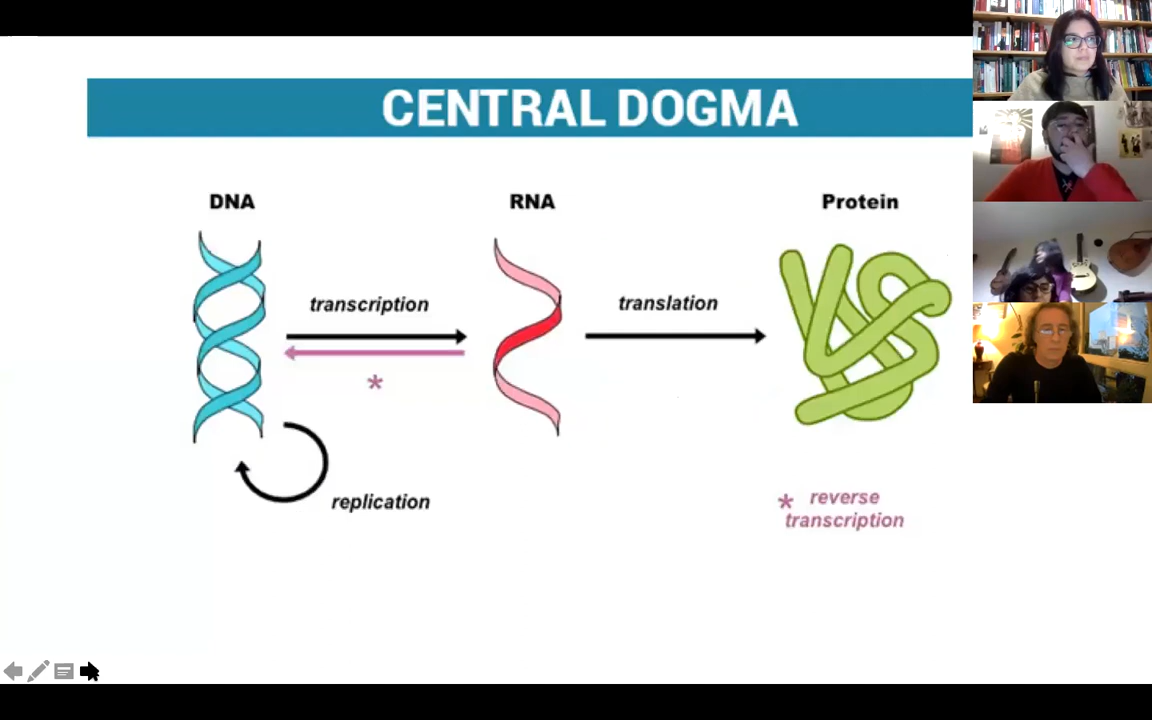 CENTRAL DOGMA
DNA
RNA
Protein
transcription
translation
*
replication
* reverse
transcription